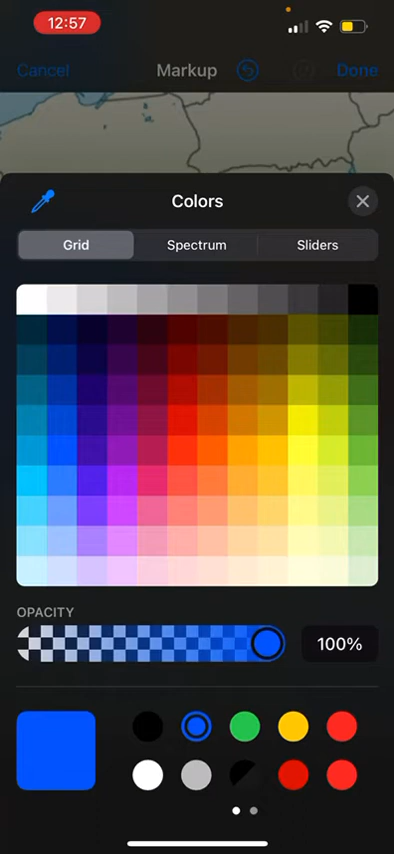 12:57
Cancel Markup Done
Colors
Grid Spectrum Sliders
OPACITY
100%